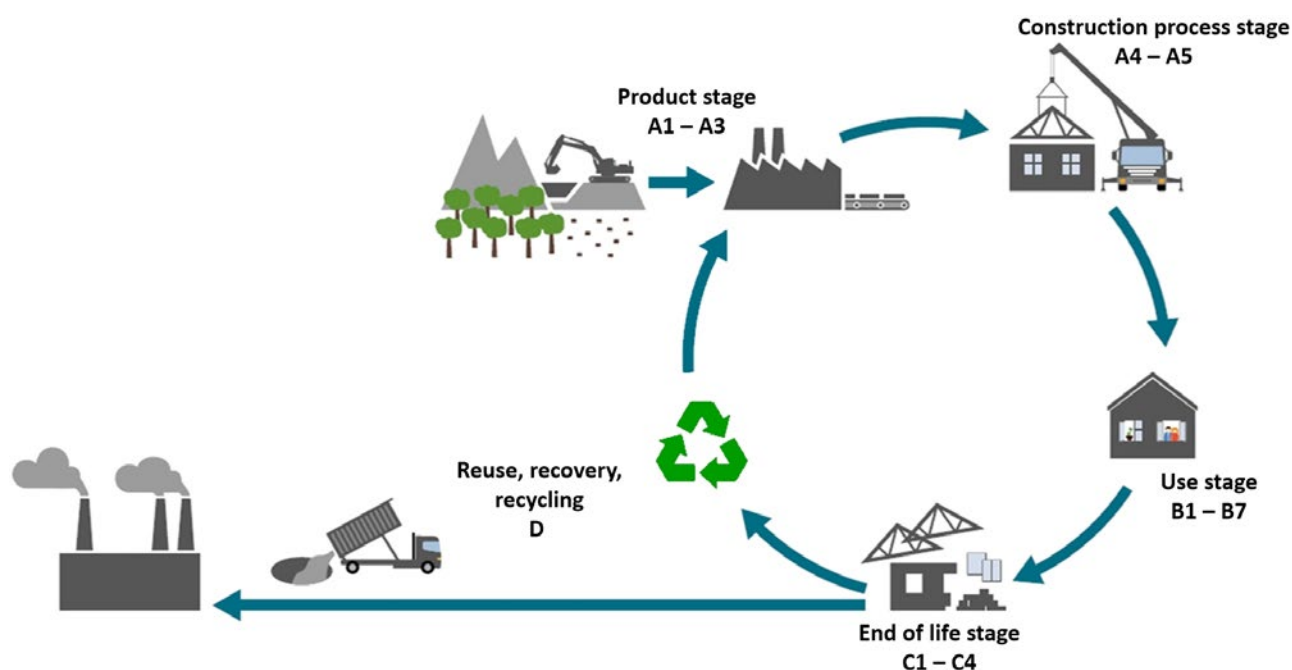 Construction process stage
A4 – A5
Product stage
A1 – A3
Use stage
B1 – B7
Reuse, recovery,
recycling
D
End of life stage
C1 – C4